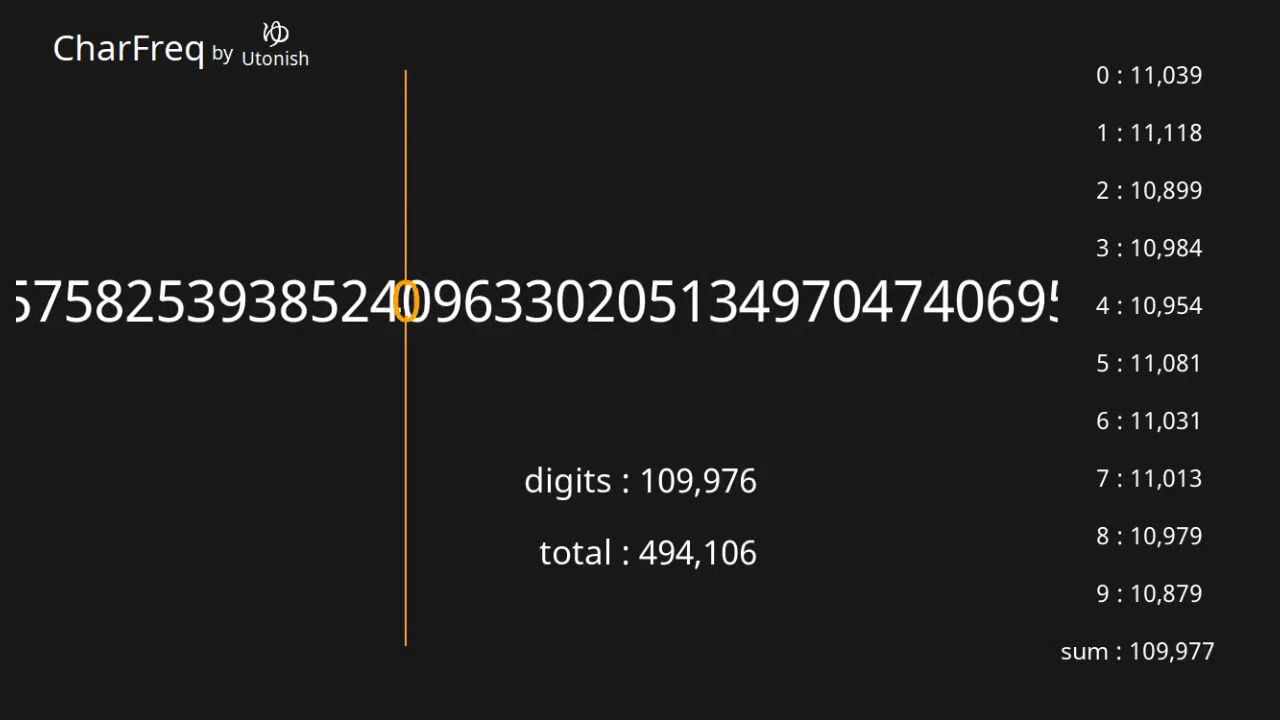 CharFreq by Utonish
0 : 11,039
1 : 11,118
2 : 10,899
3 : 10,984
575825393852400963302051349704740695
4 : 10,954
5 : 11,081
6 : 11,031
digits : 109,976
7 : 11,013
8 : 10,979
total : 494,106
9 : 10,879
sum : 109,977